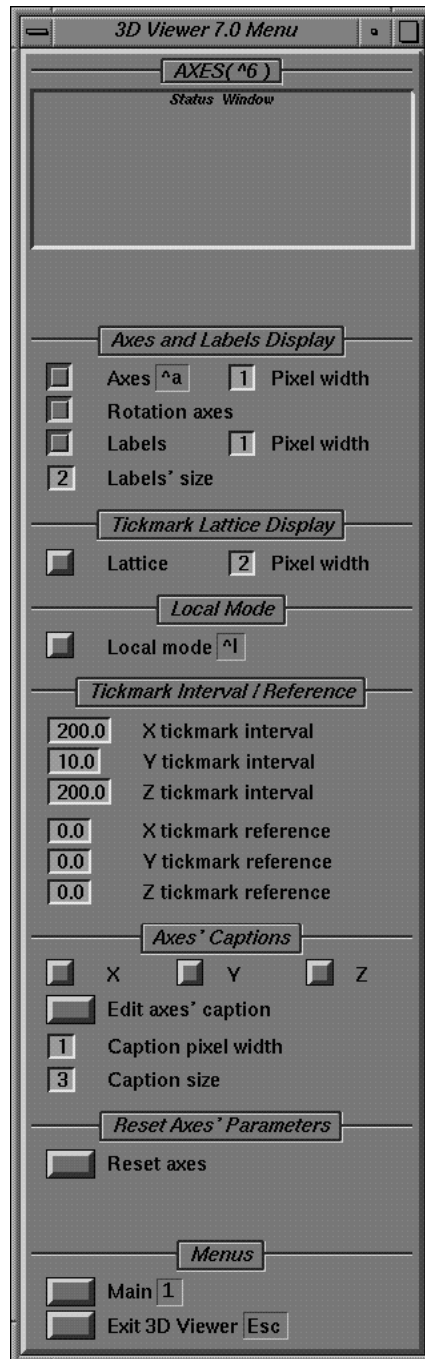 3D Viewer 7.0 Menu
AXES( ^6 )
Status Window
Axes and Labels Display
Axes ^a 1 Pixel width
Rotation axes
Labels 1 Pixel width
2 Labels' size
Tickmark Lattice Display
Lattice 2 Pixel width
Local Mode
Local mode ^l
Tickmark Interval / Reference
200.0 X tickmark interval
10.0 Y tickmark interval
200.0 Z tickmark interval
0.0 X tickmark reference
0.0 Y tickmark reference
0.0 Z tickmark reference
Axes' Captions
X Y Z
Edit axes' caption
1 Caption pixel width
3 Caption size
Reset Axes' Parameters
Reset axes
Menus
Main 1
Exit 3D Viewer Esc